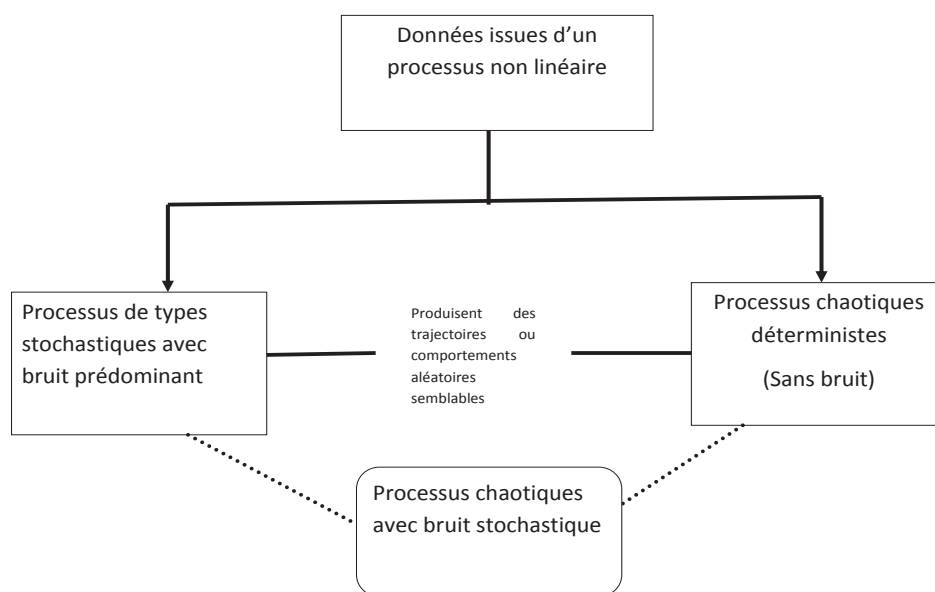 Données issues d’un
processus non linéaire
Processus de types
stochastiques avec
bruit prédominant
Produisent des
trajectoires ou
comportements
aléatoires
semblables
Processus chaotiques
déterministes
(Sans bruit)
Processus chaotiques
avec bruit stochastique